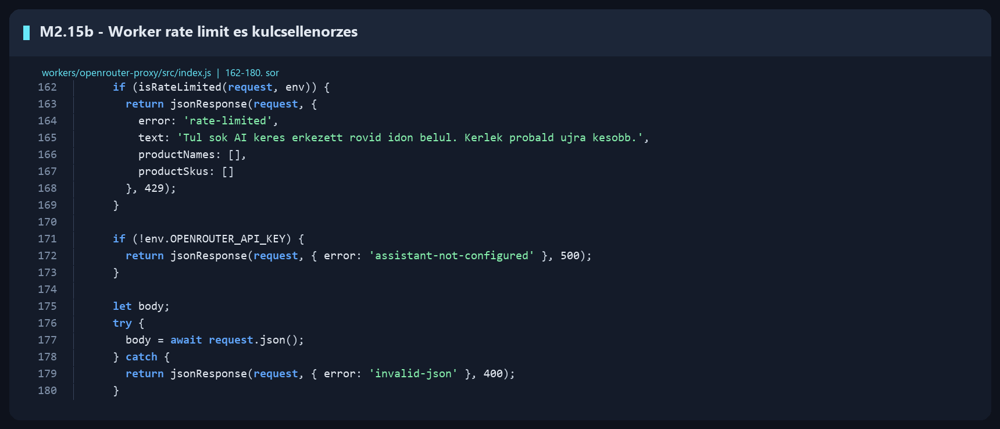 M2.15b - Worker rate limit es kulcsellenorzes
workers/openrouter-proxy/src/index.js | 162-180. sor
162 if (isRateLimited(request, env)) {
163 return jsonResponse(request, {
164 error: 'rate-limited',
165 text: 'Tul sok AI keres erkezett rovid idon belul. Kerlek probald ujra kesobb.',
166 productNames: [],
167 productSkus: []
168 }, 429);
169 }
170
171 if (!env.OPENROUTER_API_KEY) {
172 return jsonResponse(request, { error: 'assistant-not-configured' }, 500);
173 }
174
175 let body;
176 try {
177 body = await request.json();
178 } catch {
179 return jsonResponse(request, { error: 'invalid-json' }, 400);
180 }